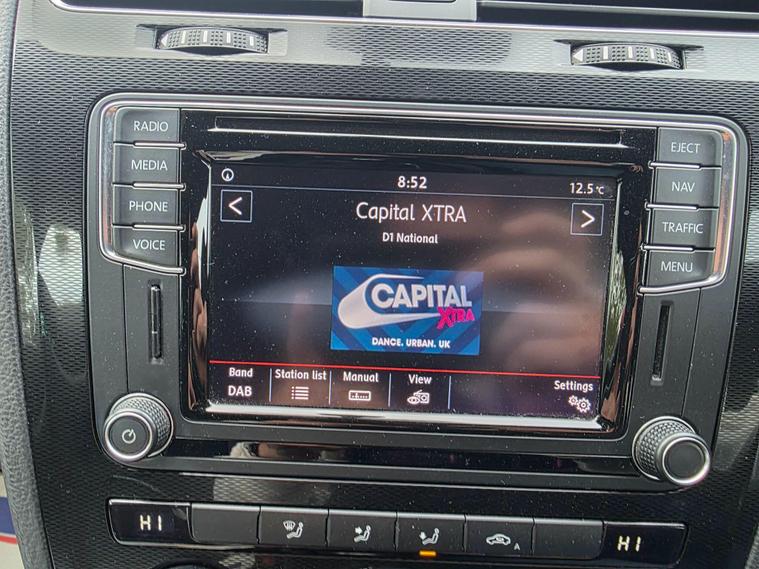 RADIO
MEDIA
PHONE
VOICE
EJECT
NAV
TRAFFIC
MENU
8:52
12.5°C
<
Capital XTRA
>
D1 National
CAPITAL
XTRA
DANCE. URBAN. UK
Band
DAB
Station list
Manual
View
Settings
HI
A
HI